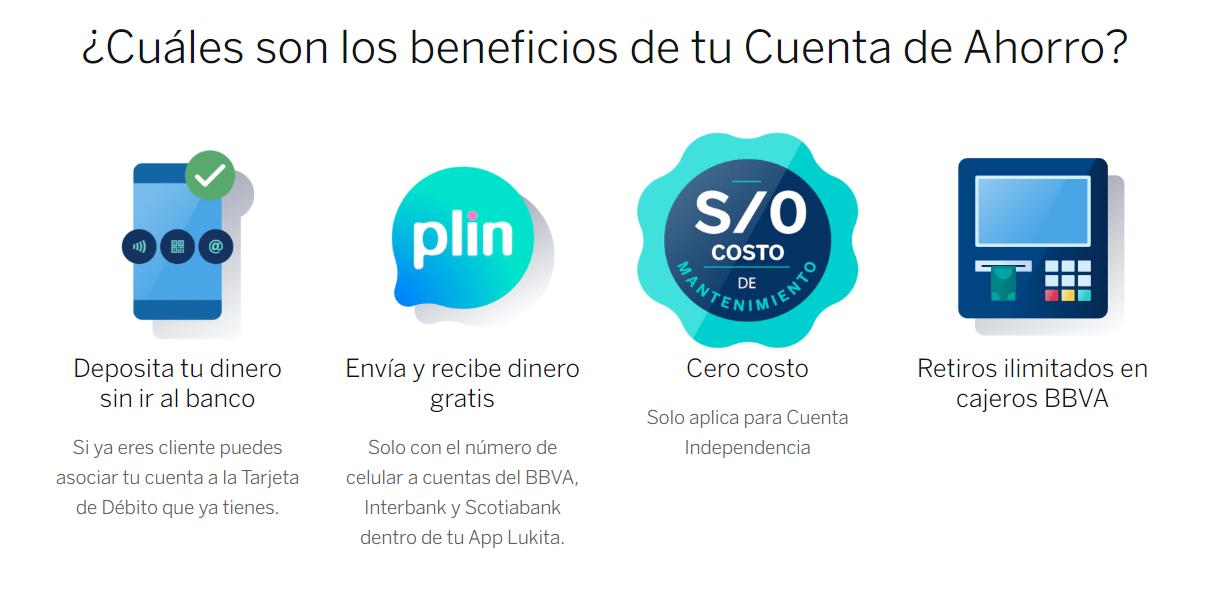 ¿Cuáles son los beneficios de tu Cuenta de Ahorro?
@
plin
S/0
COSTO
DE
MANTENIMIENTO
Deposita tu dinero
sin ir al banco
Si ya eres cliente puedes
asociar tu cuenta a la Tarjeta
de Débito que ya tienes.
Envía y recibe dinero
gratis
Solo con el número de
celular a cuentas del BBVA,
Interbank y Scotiabank
dentro de tu App Lukita.
Cero costo
Solo aplica para Cuenta
Independencia
Retiros ilimitados en
cajeros BBVA